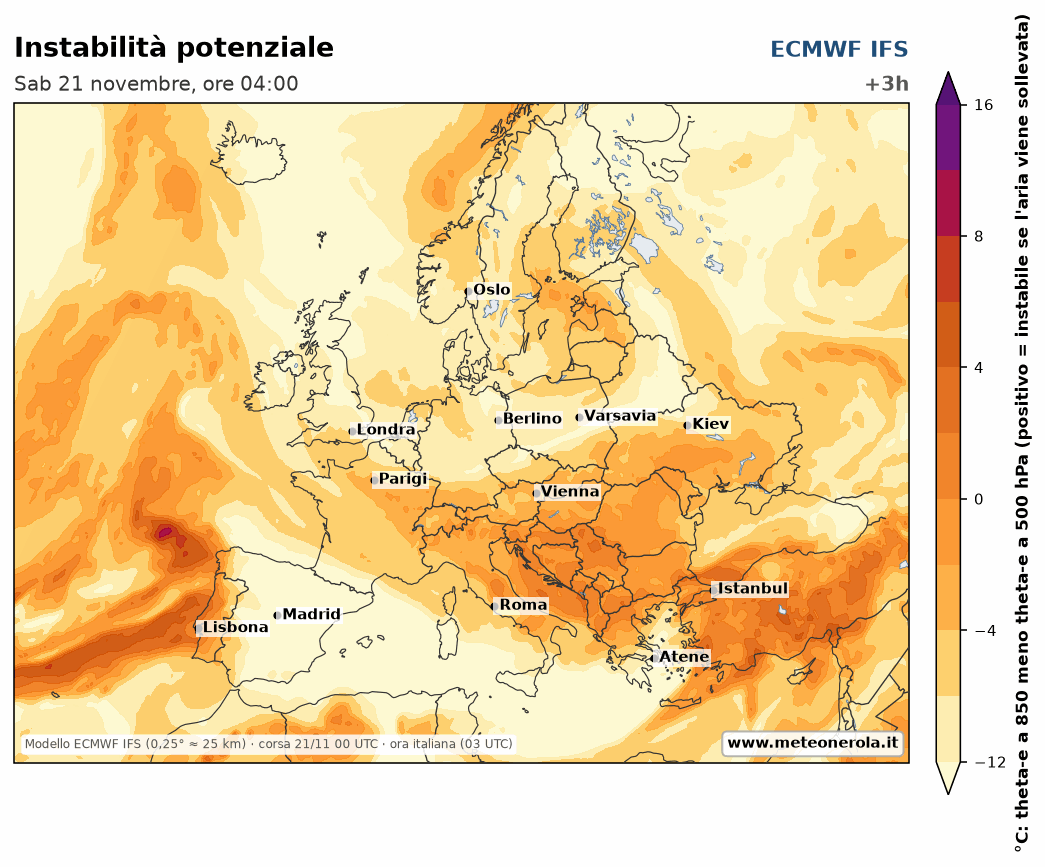 Instabilità potenziale
ECMWF IFS
Sab 21 novembre, ore 04:00
+3h
Oslo
Londra
Berlino
Varsavia
Kiev
Parigi
Vienna
Istanbul
Roma
Madrid
Lisbona
Atene
Modello ECMWF IFS (0,25° ≈ 25 km) · corsa 21/11 00 UTC · ora italiana (03 UTC)
www.meteonerola.it
16
8
4
0
−4
−12
°C: theta-e a 850 meno theta-e a 500 hPa (positivo = instabile se l'aria viene sollevata)